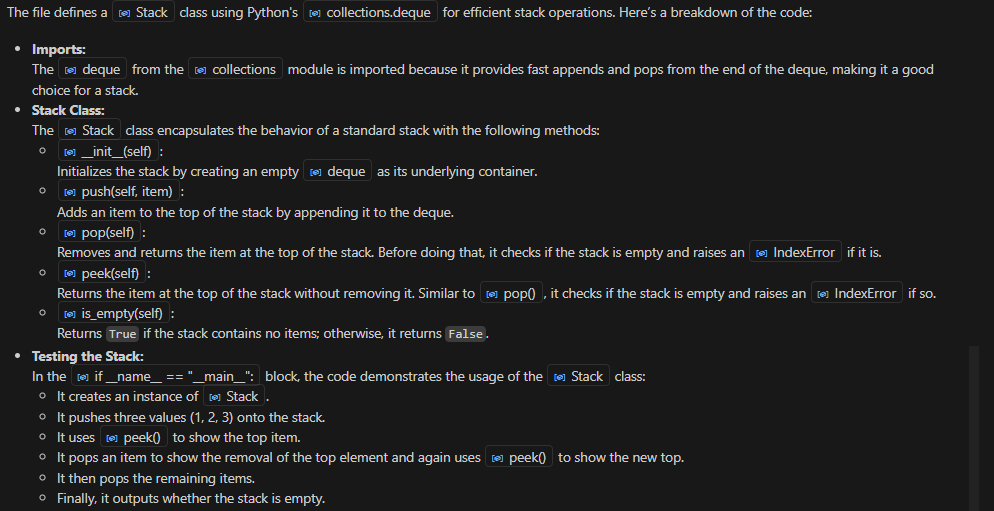 The file defines a Stack class using Python's collections.deque for efficient stack operations. Here's a breakdown of the code:
• Imports:
The deque from the collections module is imported because it provides fast appends and pops from the end of the deque, making it a good
choice for a stack.
• Stack Class:
The Stack class encapsulates the behavior of a standard stack with the following methods:
○ __init__(self) :
Initializes the stack by creating an empty deque as its underlying container.
○ push(self, item) :
Adds an item to the top of the stack by appending it to the deque.
○ pop(self) :
Removes and returns the item at the top of the stack. Before doing that, it checks if the stack is empty and raises an IndexError if it is.
○ peek(self) :
Returns the item at the top of the stack without removing it. Similar to pop() , it checks if the stack is empty and raises an IndexError if so.
○ is_empty(self) :
Returns True if the stack contains no items; otherwise, it returns False.
• Testing the Stack:
In the if __name__ == "__main__": block, the code demonstrates the usage of the Stack class:
○ It creates an instance of Stack .
○ It pushes three values (1, 2, 3) onto the stack.
○ It uses peek() to show the top item.
○ It pops an item to show the removal of the top element and again uses peek() to show the new top.
○ It then pops the remaining items.
○ Finally, it outputs whether the stack is empty.